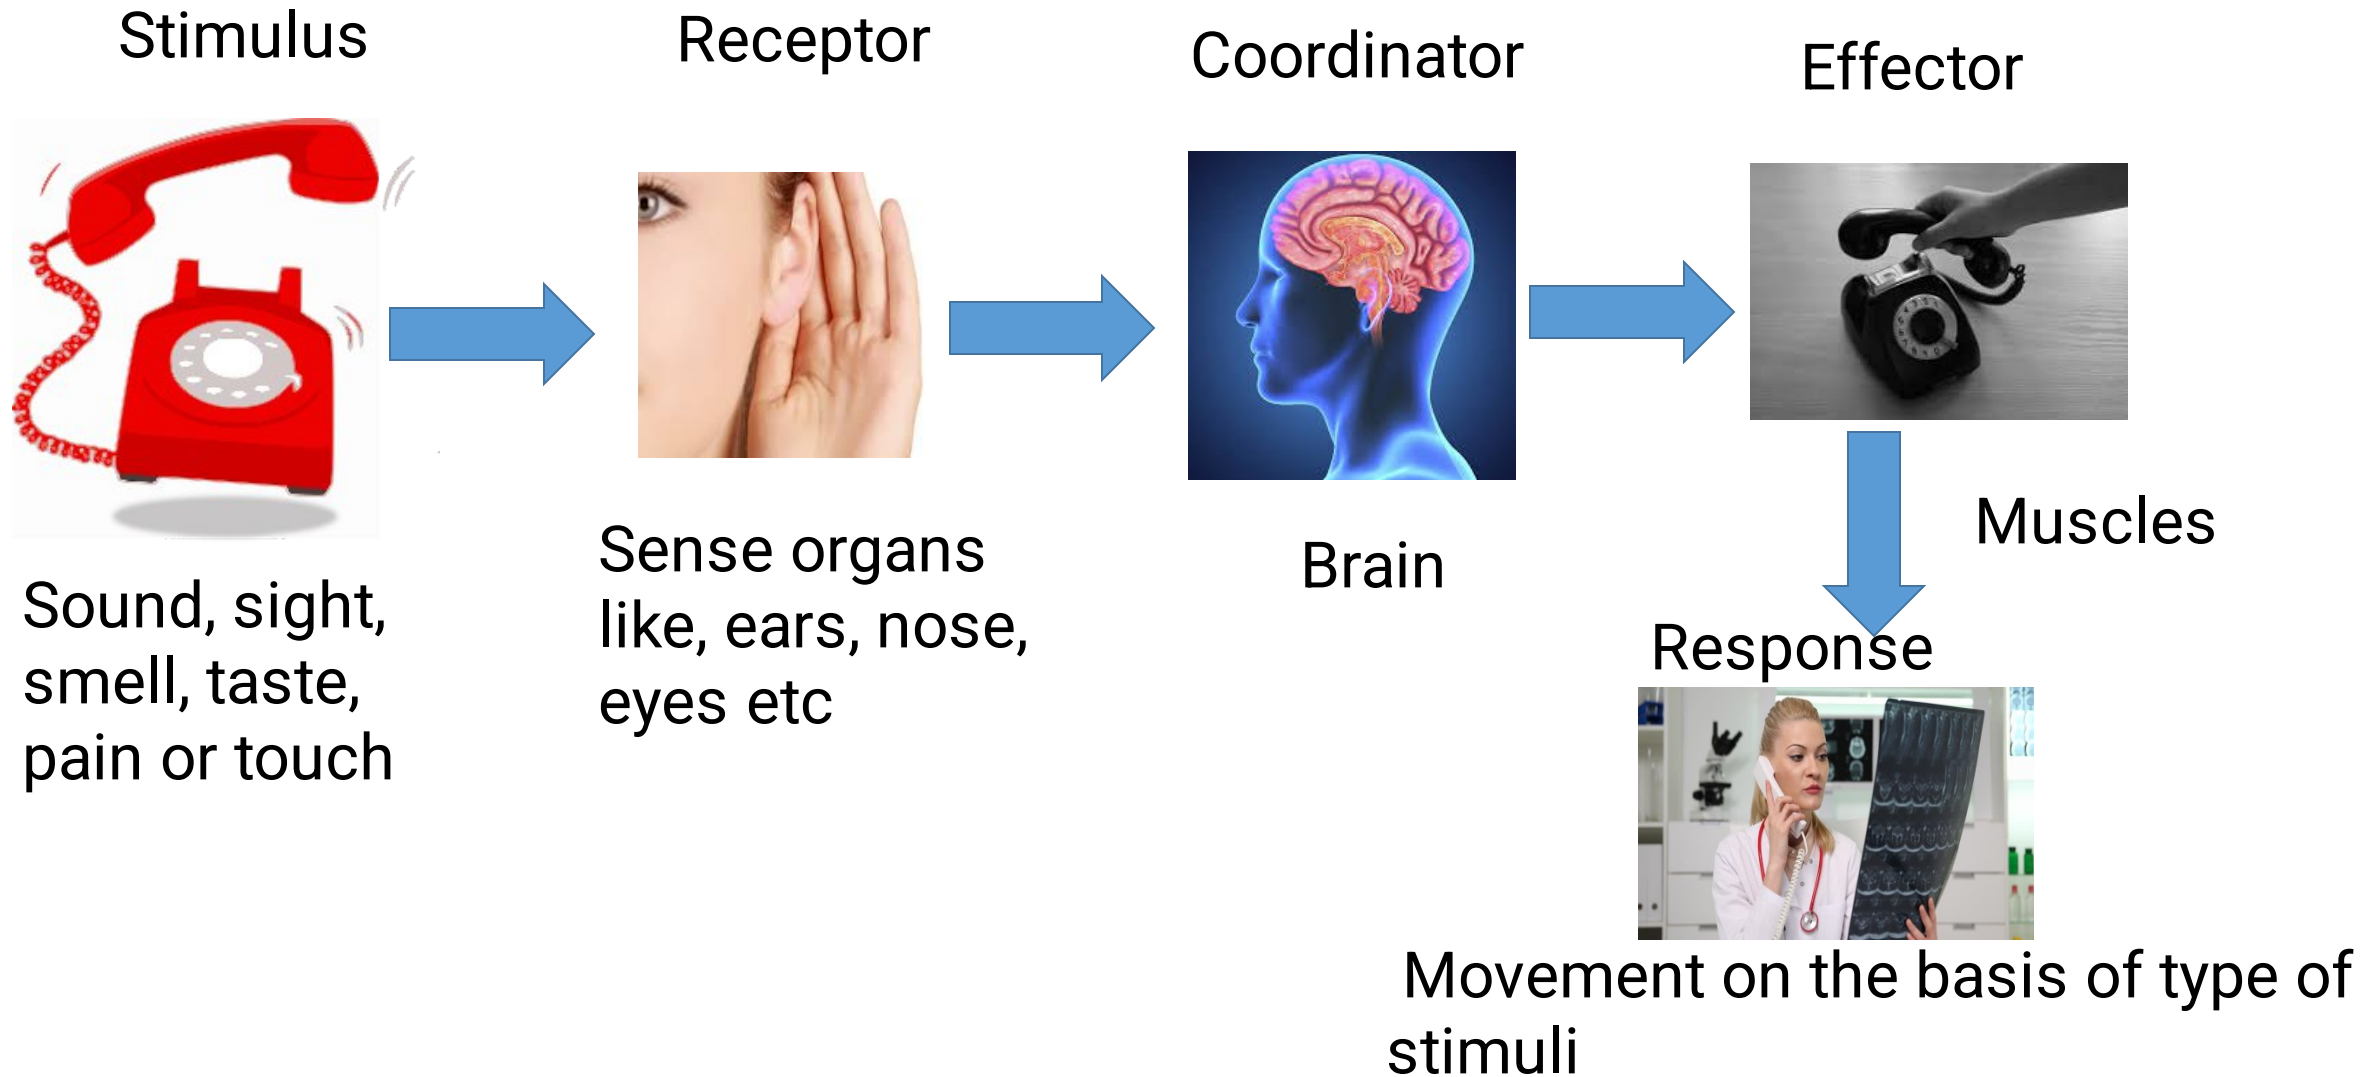 Stimulus
Receptor
Coordinator
Effector
Sound, sight,
smell, taste,
pain or touch
Sense organs
like, ears, nose,
eyes etc
Brain
Muscles
Response
Movement on the basis of type of
stimuli